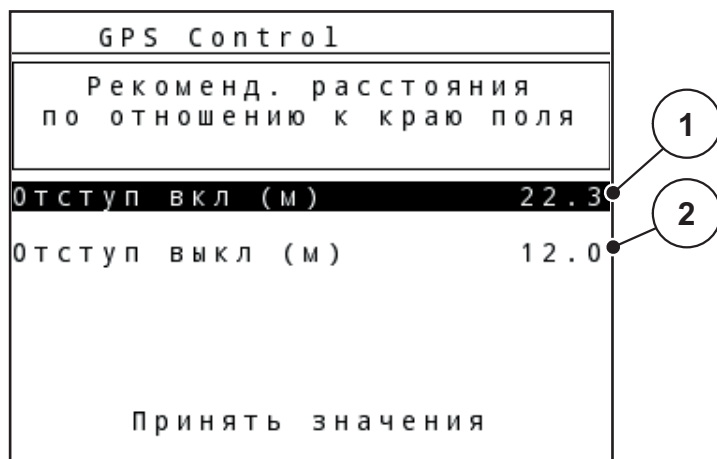 GPS Control
Рекоменд. расстояния
по отношению к краю поля
Отступ вкл (м) 22.3
1
Отступ выкл (м) 12.0
2
Принять значения